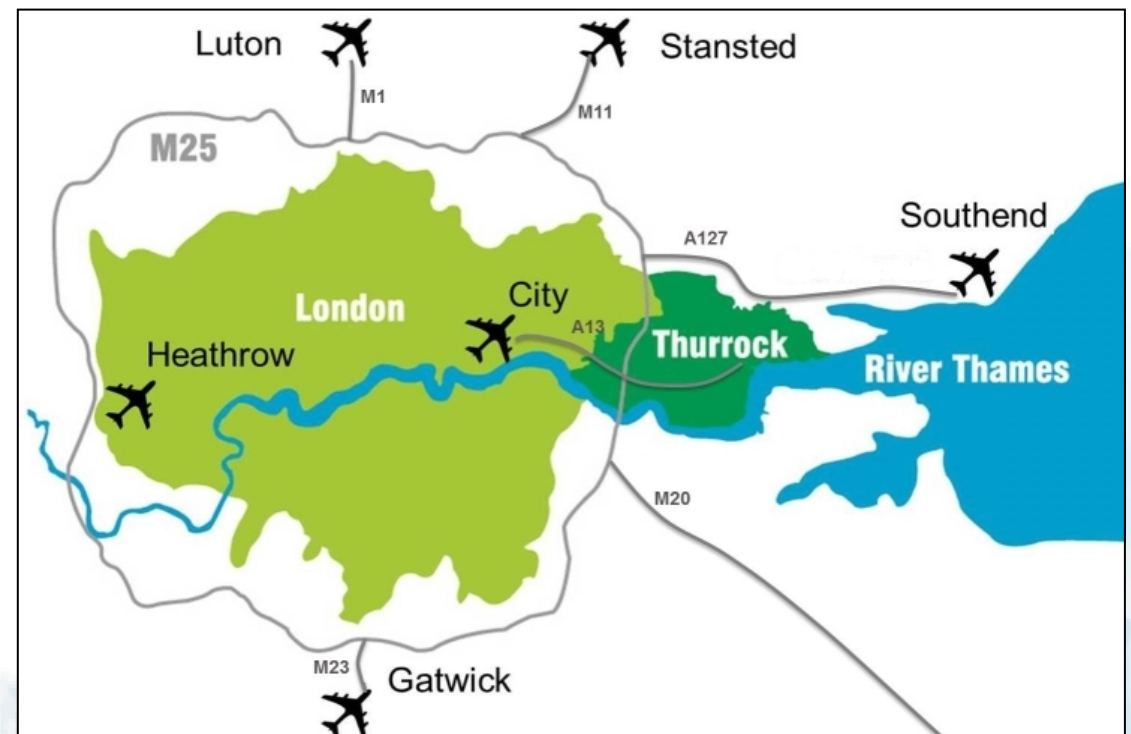 Luton
Stansted
M1
M11
M25
Southend
A127
City
London
A13
Thurrock
Heathrow
River Thames
M20
M23
Gatwick